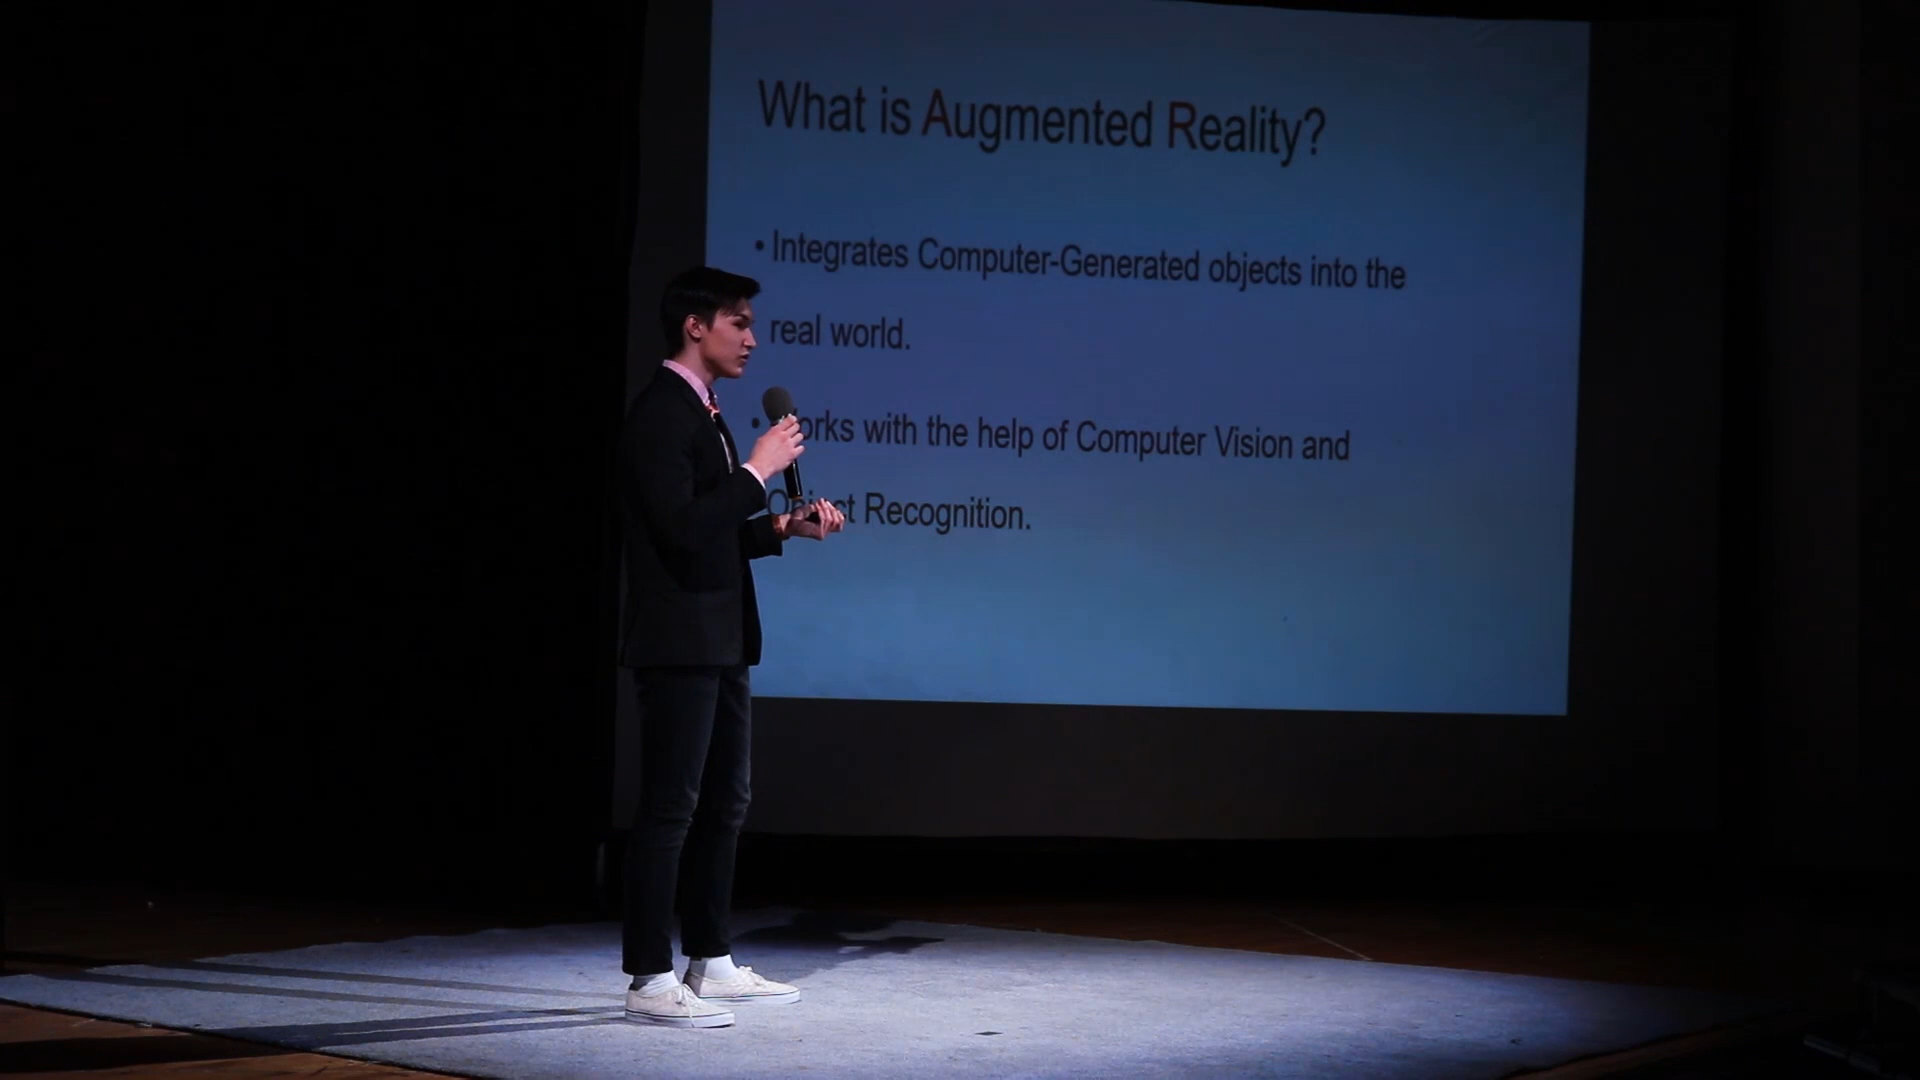 What is Augmented Reality?
• Integrates Computer-Generated objects into the
real world.
• with the help of Computer Vision and
Recognition.